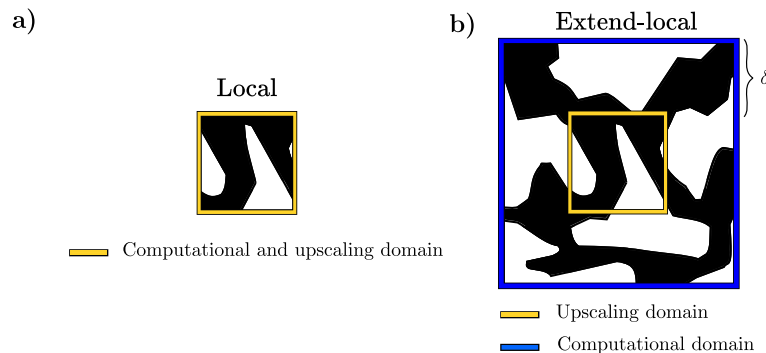 a)
Local
Computational and upscaling domain
b)
Extend-local
δ
Upscaling domain
Computational domain